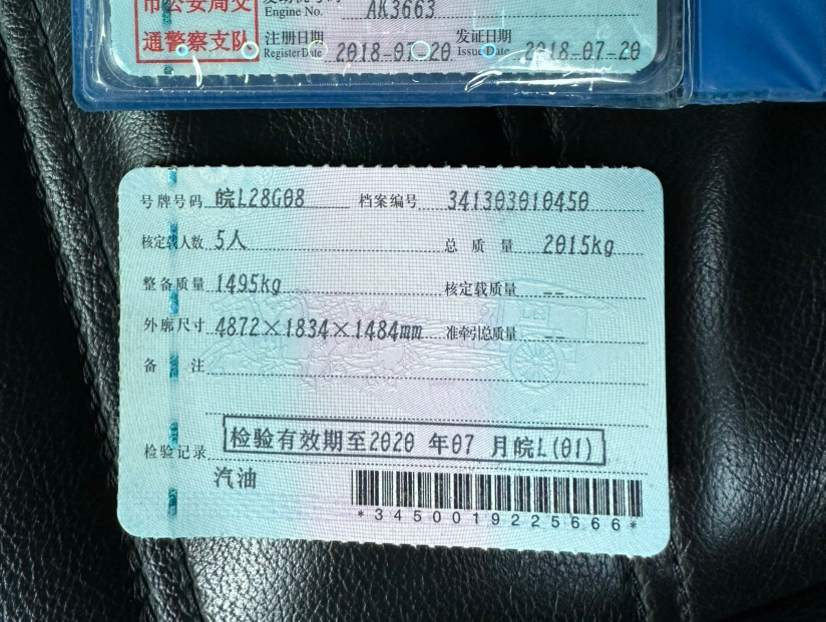 市公安局交
通警察支队
Engine No. AK3663
注册日期 2018-07-20 发证日期 2018-07-20
Register Date Issue Date
号牌号码 皖L28G08 档案编号 341303010450
核定载人数 5人 总质量 2015kg
整备质量 1495kg 核定载质量 --
外廓尺寸 4872×1834×1484mm 准牵引总质量 --
备注
检验记录 检验有效期至2020 年07 月皖L(01)
汽油
*3450019225666*